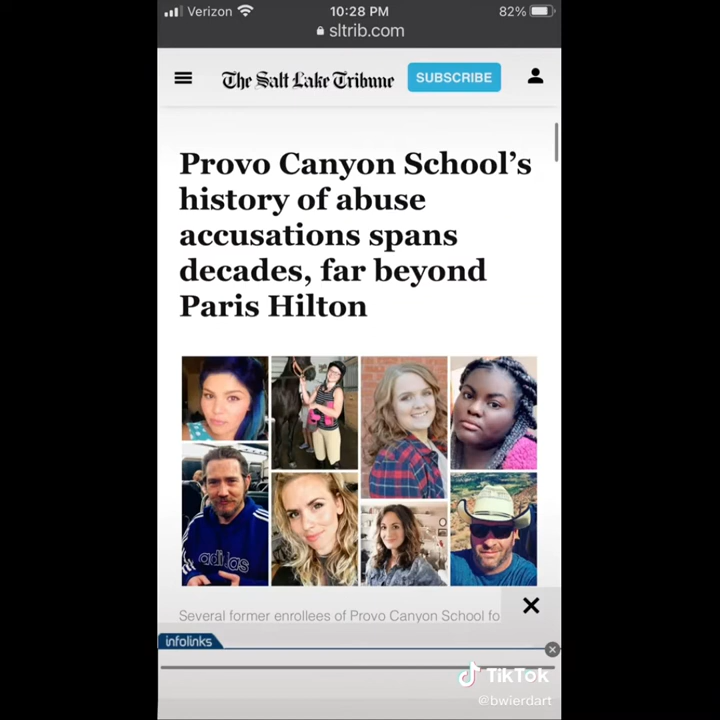 Verizon 10:28 PM 82%
sltrib.com
The Salt Lake Tribune SUBSCRIBE
Provo Canyon School’s
history of abuse
accusations spans
decades, far beyond
Paris Hilton
adidas
Several former enrollees of Provo Canyon School fo
infolinks
TikTok
@bwierdart